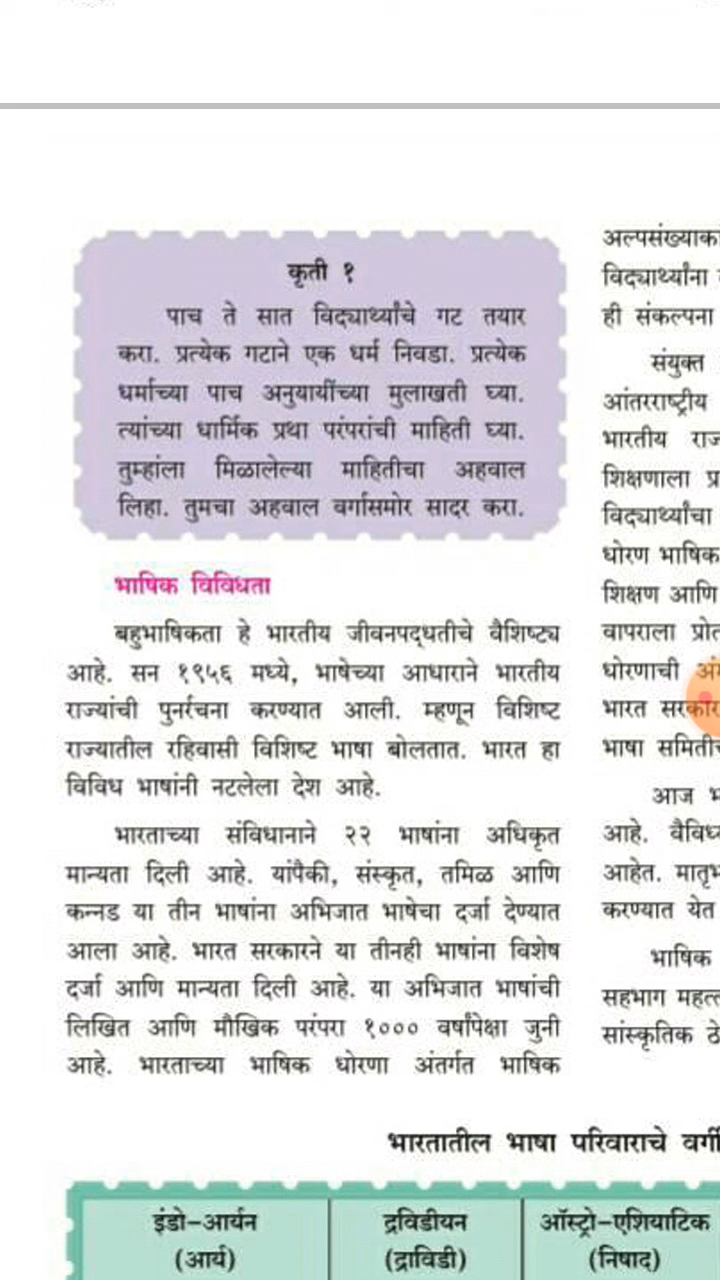 कृती १
पाच ते सात विद्यार्थ्यांचे गट तयार
करा. प्रत्येक गटाने एक धर्म निवडा. प्रत्येक
धर्माच्या पाच अनुयायींच्या मुलाखती घ्या.
त्यांच्या धार्मिक प्रथा परंपरांची माहिती घ्या.
तुम्हांला मिळालेल्या माहितीचा अहवाल
लिहा. तुमचा अहवाल वर्गासमोर सादर करा.
भाषिक विविधता
बहुभाषिकता हे भारतीय जीवनपद्धतीचे वैशिष्ट्य
आहे. सन १९५६ मध्ये, भाषेच्या आधाराने भारतीय
राज्यांची पुनर्रचना करण्यात आली. म्हणून विशिष्ट
राज्यातील रहिवासी विशिष्ट भाषा बोलतात. भारत हा
विविध भाषांनी नटलेला देश आहे.
भारताच्या संविधानाने २२ भाषांना अधिकृत
मान्यता दिली आहे. यांपैकी, संस्कृत, तमिळ आणि
कन्नड या तीन भाषांना अभिजात भाषेचा दर्जा देण्यात
आला आहे. भारत सरकारने या तीनही भाषांना विशेष
दर्जा आणि मान्यता दिली आहे. या अभिजात भाषांची
लिखित आणि मौखिक परंपरा १००० वर्षांपेक्षा जुनी
आहे. भारताच्या भाषिक धोरणा अंतर्गत भाषिक
विद्यार्थ्यांना
ही संकल्पना
संयुक्त
आंतरराष्ट्रीय
भारतीय
शिक्षणाला
विद्यार्थ्यांचा
धोरण भाषिक
शिक्षण आणि
वापराला
धोरणाची
भारत सरकार
भाषा
आज
आहे.
आहेत.
करण्यात येत
भाषिक
सहभाग
सांस्कृतिक
भारतातील भाषा परिवाराचे
इंडो-आर्यन द्रविडीयन ऑस्ट्रो-एशियाटिक
(आर्य) (द्राविडी) (निषाद)